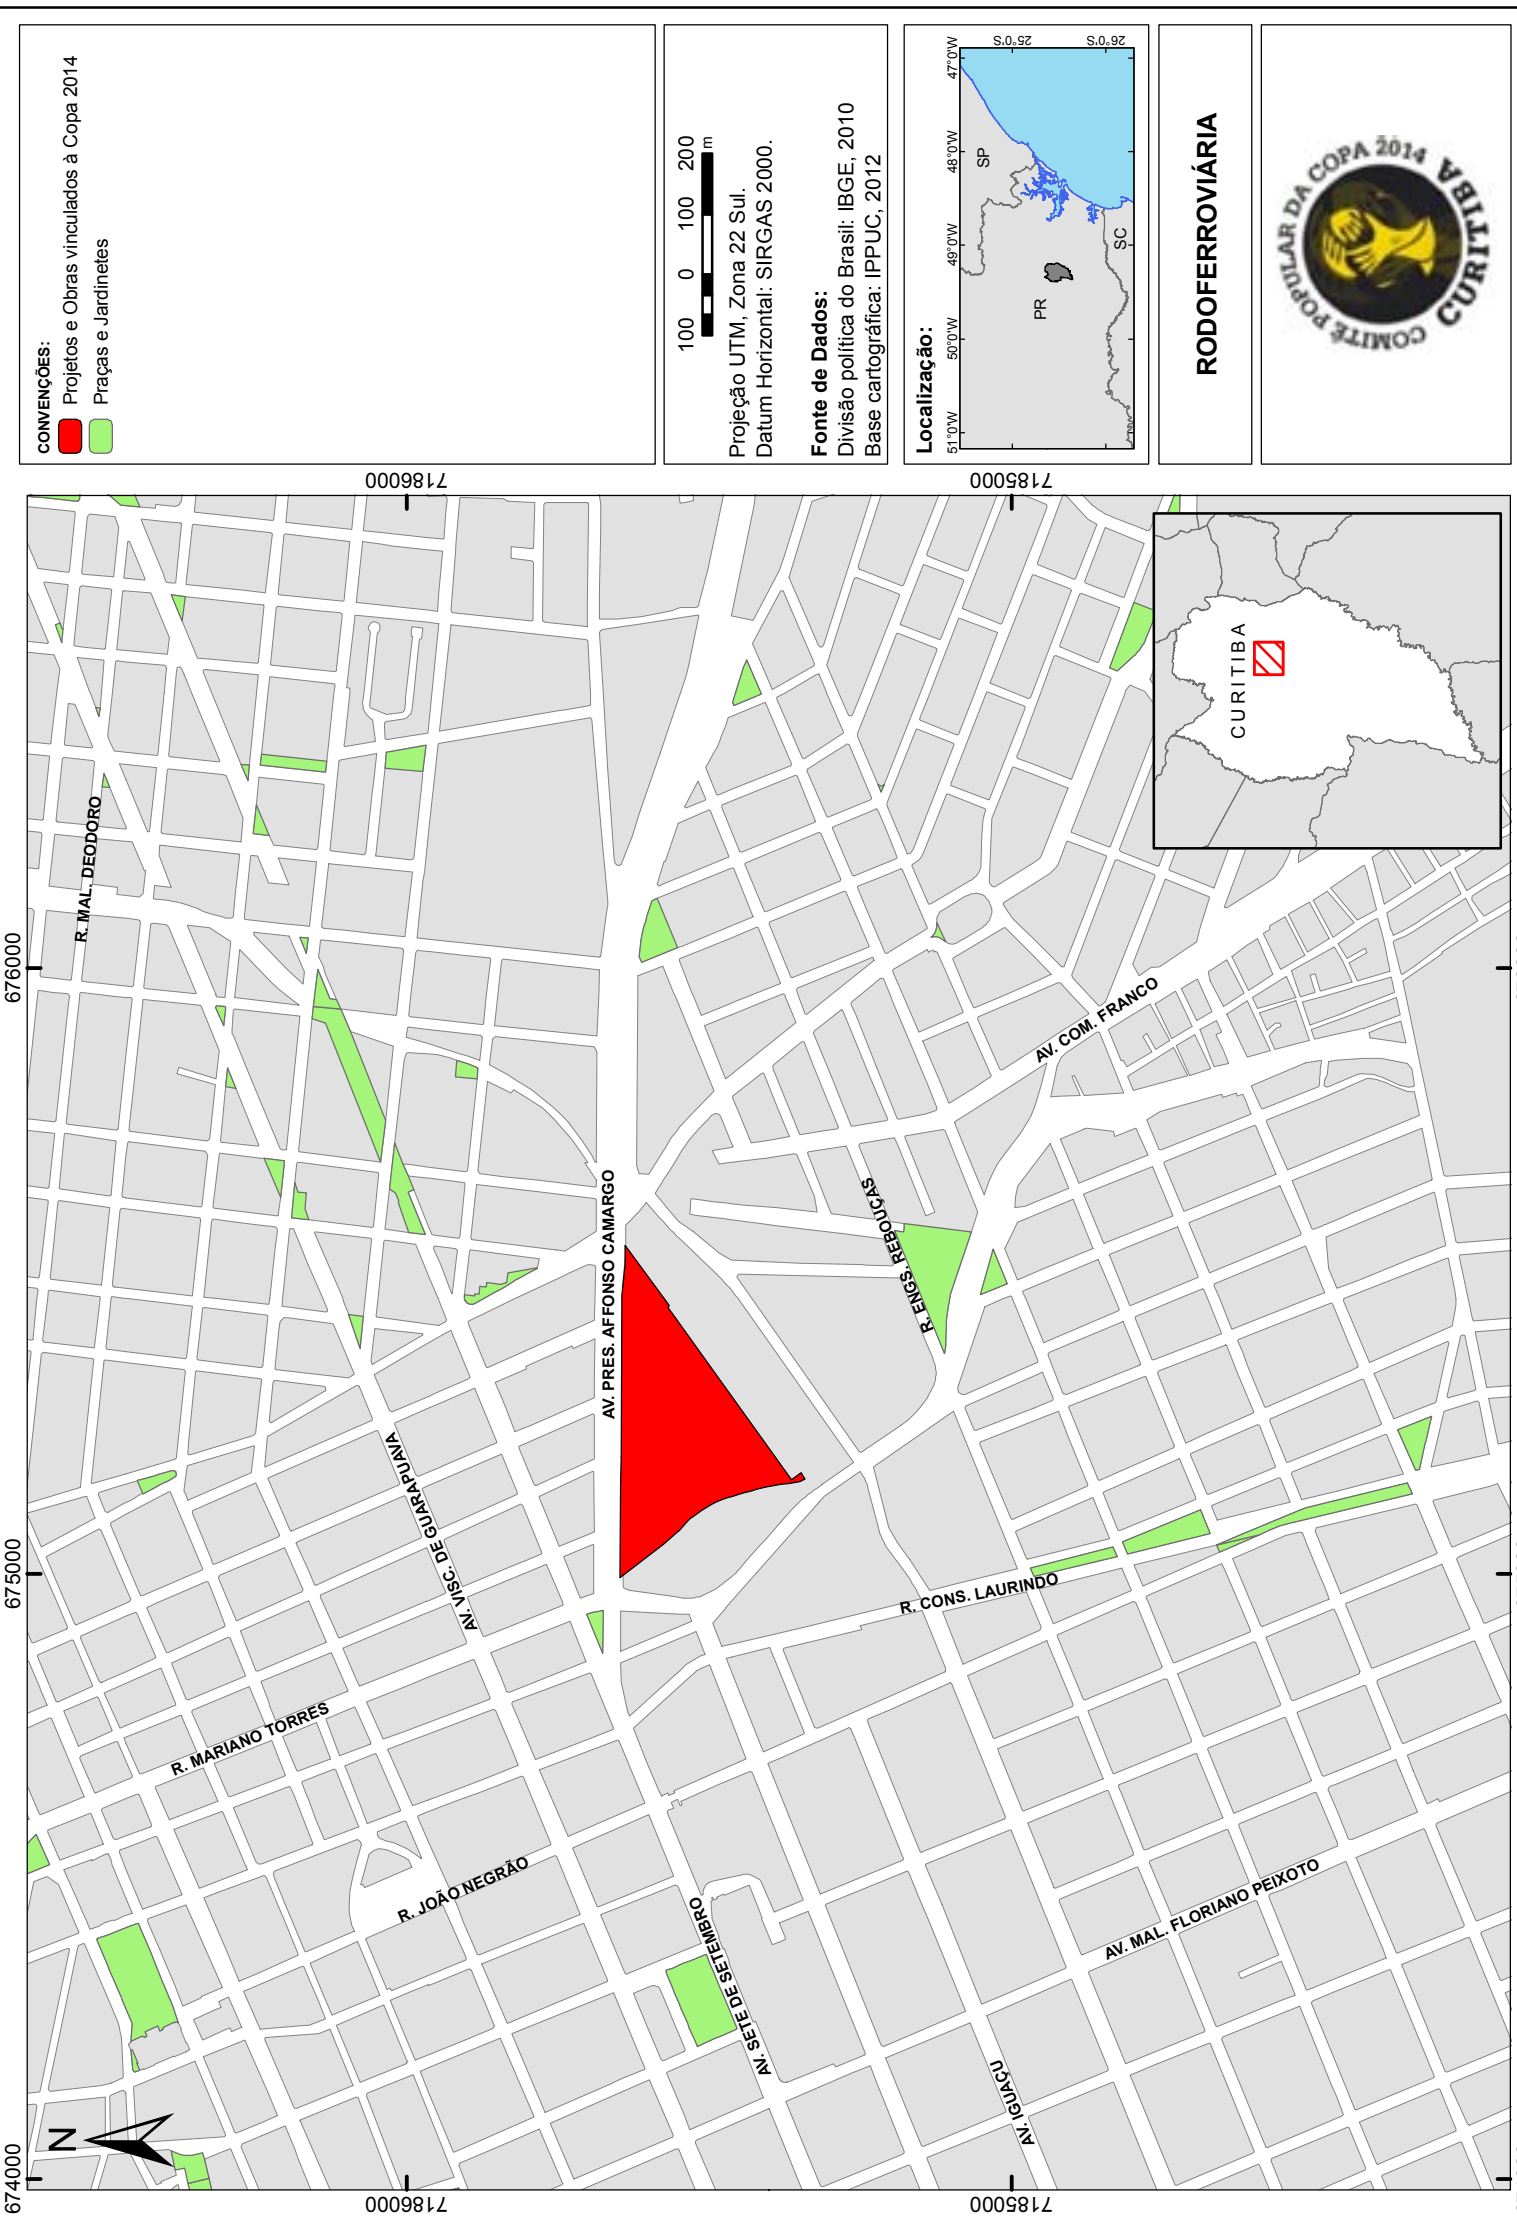 CONVENÇÕES:
Projetos e Obras vinculados à Copa 2014
Praças e Jardinetes
100 0 100 200
m
Projeção UTM, Zona 22 Sul.
Datum Horizontal: SIRGAS 2000.
Fonte de Dados:
Divisão política do Brasil: IBGE, 2010
Base cartográfica: IPPUC, 2012
Localização:
51°0'W 50°0'W 49°0'W 48°0'W 47°0'W
25°0'S
26°0'S
SP
PR
SC
RODOFERROVIÁRIA
COMITÊ POPULAR DA COPA 2014
CURITIBA
674000 675000 676000
7186000
7185000
7186000
7185000
N
R. MAL. DEODORO
R. MARIANO TORRES
AV. VISC. DE GUARAPUAVA
R. JOÃO NEGRÃO
AV. PRES. AFFONSO CAMARGO
AV. SETE DE SETEMBRO
R. ENGS. REBOUÇAS
R. CONS. LAURINDO
AV. COM. FRANCO
AV. IGUAÇU
AV. MAL. FLORIANO PEIXOTO
CURITIBA